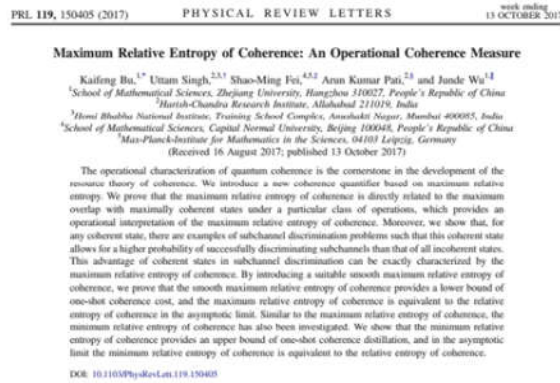 PRL 119, 150405 (2017)
PHYSICAL REVIEW LETTERS
week ending
13 OCTOBER 2017
Maximum Relative Entropy of Coherence: An Operational Coherence Measure
Kaifeng Bu,1,* Uttam Singh,2,3,† Shao-Ming Fei,4,5,‡ Arun Kumar Pati,2,§ and Junde Wu1,∥
1School of Mathematical Sciences, Zhejiang University, Hangzhou 310027, People's Republic of China
2Harish-Chandra Research Institute, Allahabad 211019, India
3Homi Bhabha National Institute, Training School Complex, Anushakti Nagar, Mumbai 400085, India
4School of Mathematical Sciences, Capital Normal University, Beijing 100048, People's Republic of China
5Max-Planck-Institute for Mathematics in the Sciences, 04103 Leipzig, Germany
(Received 16 August 2017; published 13 October 2017)
The operational characterization of quantum coherence is the cornerstone in the development of the
resource theory of coherence. We introduce a new coherence quantifier based on maximum relative
entropy. We prove that the maximum relative entropy of coherence is directly related to the maximum
overlap with maximally coherent states under a particular class of operations, which provides an
operational interpretation of the maximum relative entropy of coherence. Moreover, we show that, for
any coherent state, there are examples of subchannel discrimination problems such that this coherent state
allows for a higher probability of successfully discriminating subchannels than that of all incoherent states.
This advantage of coherent states in subchannel discrimination can be exactly characterized by the
maximum relative entropy of coherence. By introducing a suitable smooth maximum relative entropy of
coherence, we prove that the smooth maximum relative entropy of coherence provides a lower bound of
one-shot coherence cost, and the maximum relative entropy of coherence is equivalent to the relative
entropy of coherence in the asymptotic limit. Similar to the maximum relative entropy of coherence, the
minimum relative entropy of coherence has also been investigated. We show that the minimum relative
entropy of coherence provides an upper bound of one-shot coherence distillation, and in the asymptotic
limit the minimum relative entropy of coherence is equivalent to the relative entropy of coherence.
DOI: 10.1103/PhysRevLett.119.150405